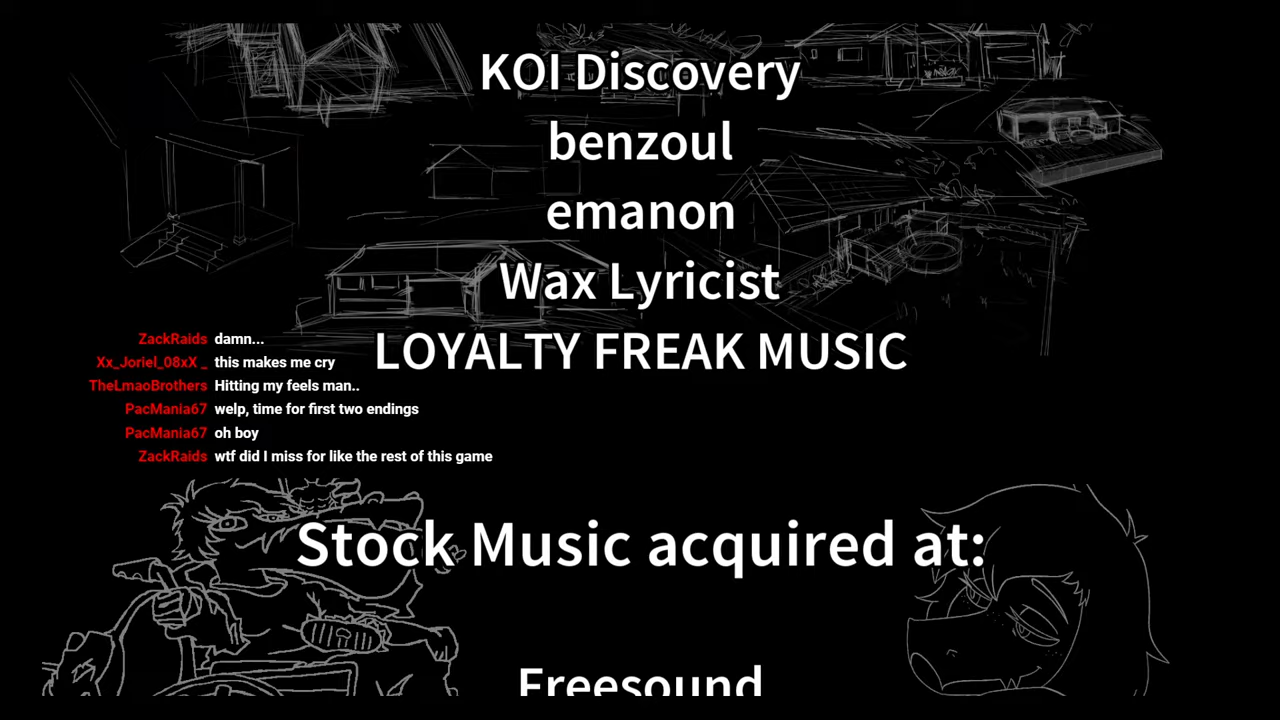 KOI Discovery
benzoul
emanon
Wax Lyricist
LOYALTY FREAK MUSIC
ZackRaids damn...
Xx_Joriel_08xX _ this makes me cry
TheLmaoBrothers Hitting my feels man..
PacMania67 welp, time for first two endings
PacMania67 oh boy
ZackRaids wtf did I miss for like the rest of this game
Stock Music acquired at:
Freesound